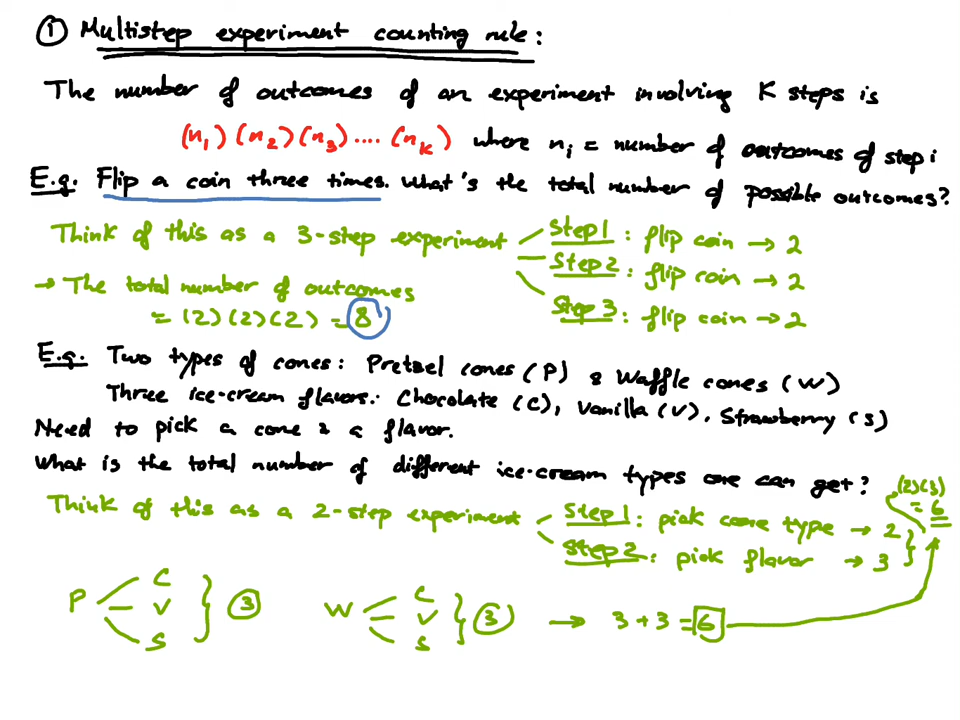 ① Multistep experiment counting rule:
The number of outcomes of an experiment involving K steps is
(n₁)(n₂)(n₃)....(nₖ) where nᵢ = number of outcomes of step i
E.g. Flip a coin three times. What's the total number of possible outcomes?
Think of this as a 3-step experiment
Step 1: flip coin → 2
Step 2: flip coin → 2
Step 3: flip coin → 2
→ The total number of outcomes
= (2)(2)(2) = 8
E.g. Two types of cones: Pretzel cones (P) & Waffle cones (W)
Three ice-cream flavors: Chocolate (C), Vanilla (V), Strawberry (S)
Need to pick a cone & a flavor.
What is the total number of different ice-cream types one can get?
Think of this as a 2-step experiment
Step 1: pick cone type → 2
Step 2: pick flavor → 3
(2)(3)
= 6
P C V S } ③
W C V S } ③ → 3 + 3 = 6